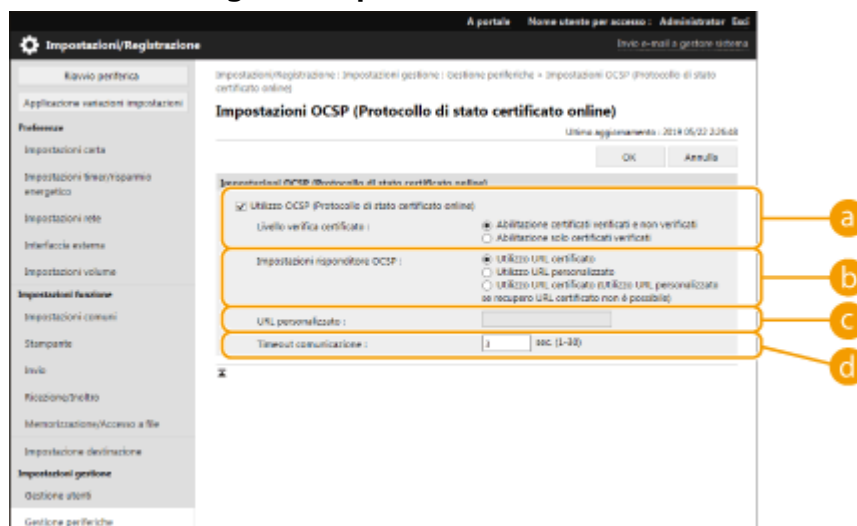 A portale Nome utente per accesso : Administrator Esci
Impostazioni/Registrazione
Invio e-mail a gestore sistema
Riavvio periferica
Applicazione variazioni impostazioni
Preferenze
Impostazioni carta
Impostazioni timer/risparmio
energetico
Impostazioni rete
Interfaccia esterna
Impostazioni volume
Impostazioni funzione
Impostazioni comuni
Stampante
Invio
Ricezione/Inoltro
Memorizzazione/Accesso a file
Impostazione destinazione
Impostazioni gestione
Gestione utenti
Gestione periferiche
Impostazioni/Registrazione : Impostazioni gestione : Gestione periferiche > Impostazioni OCSP (Protocollo di stato
certificato online)
Impostazioni OCSP (Protocollo di stato certificato online)
Ultimo aggiornamento : 2019 05/22
OK Annulla
Impostazioni OCSP (Protocollo di stato certificato online)
Utilizzo OCSP (Protocollo di stato certificato online)
Livello verifica certificato :
Abilitazione certificati verificati e non verificati
Abilitazione solo certificati verificati
a
Impostazioni risponditore OCSP :
Utilizzo URL certificato
Utilizzo URL personalizzato
Utilizzo URL certificato (Utilizzo URL personalizzato
se recupero URL certificato non è possibile)
b
URL personalizzato :
c
Timeout comunicazione :
3 sec. (1-30)
d